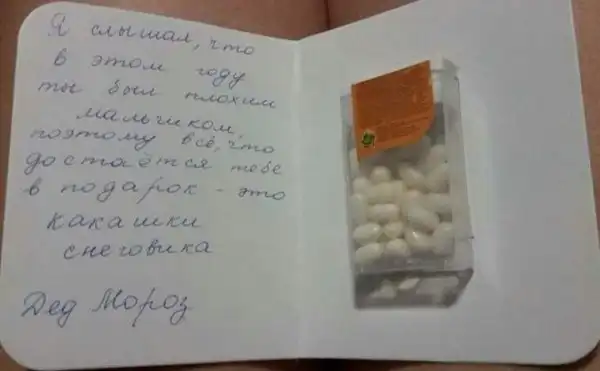 Я слышал, что
в этом году
ты был плохим
мальчиком,
поэтому всё, что
достаётся тебе
в подарок - это
какашки
снеговика
Дед Мороз